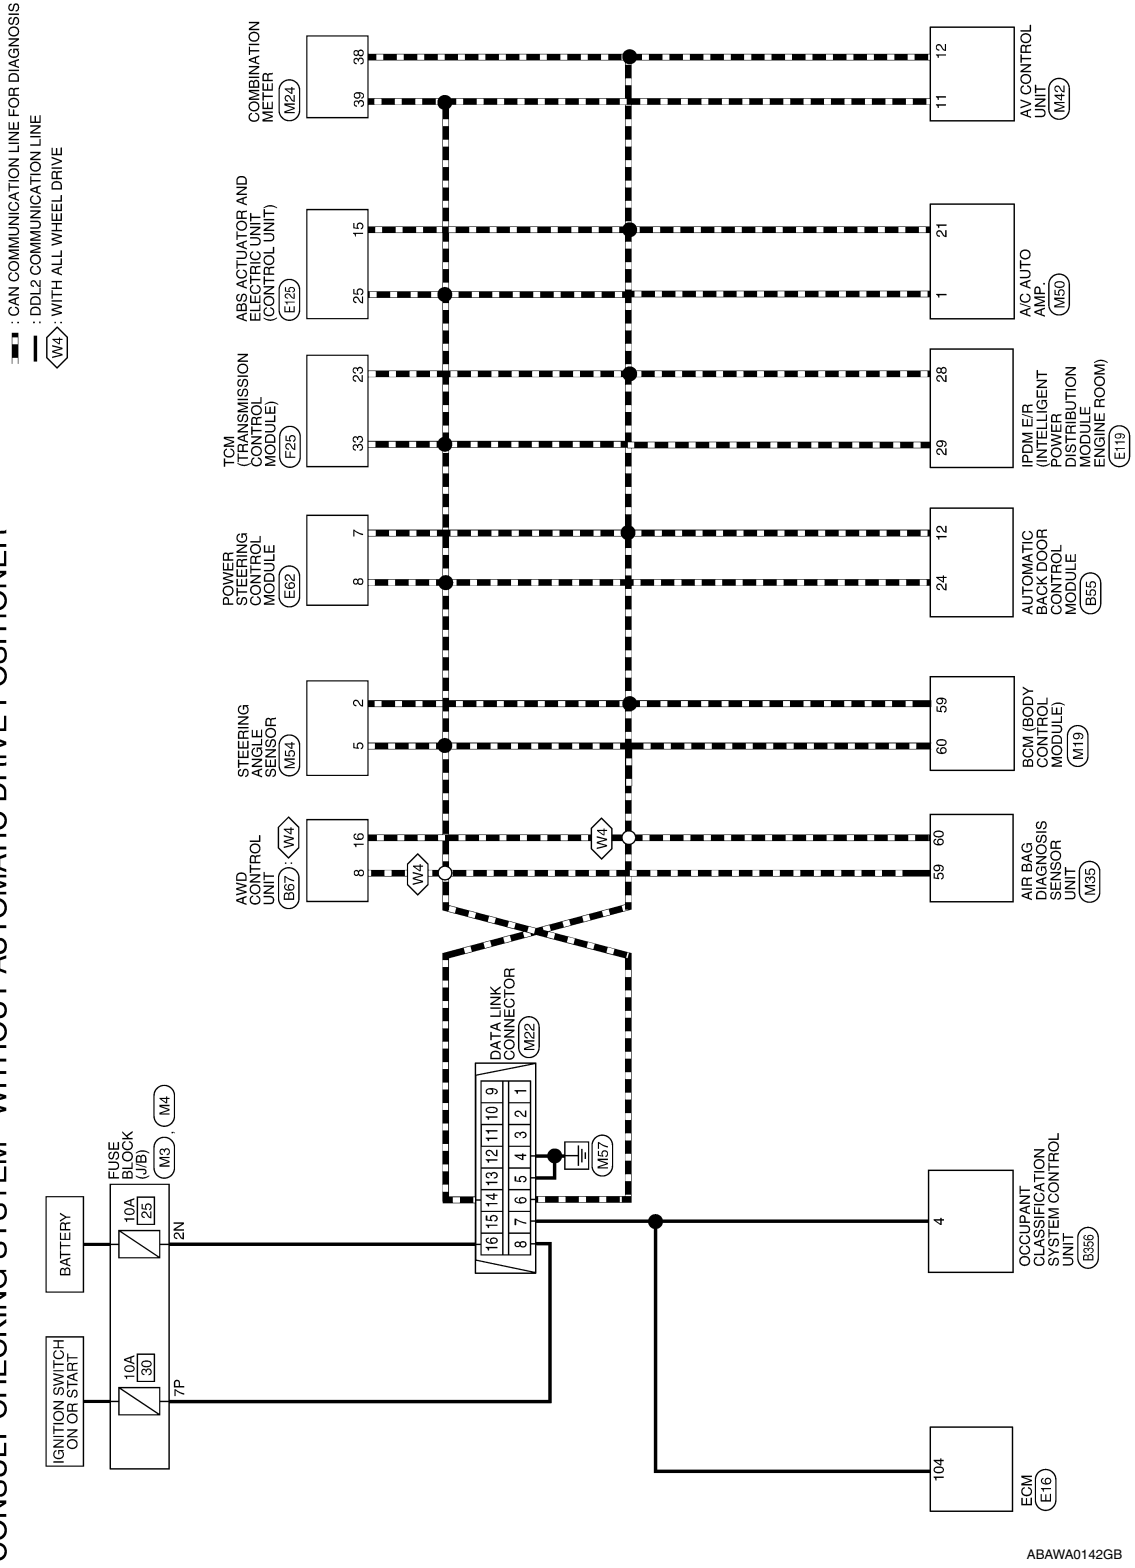 CONSULT CHECKING SYSTEM - WITHOUT AUTOMATIC DRIVE POSITIONER
: CAN COMMUNICATION LINE FOR DIAGNOSIS
: DDL2 COMMUNICATION LINE
W4 : WITH ALL WHEEL DRIVE
IGNITION SWITCH
ON OR START
BATTERY
10A
30
10A
25
7P
2N
FUSE
BLOCK
(J/B)
M3 , M4
DATA LINK
CONNECTOR
M22
16 15 14 13 12 11 10 9
8 7 6 5 4 3 2 1
M57
AWD
CONTROL
UNIT
B67 : W4
8 16
W4
W4
STEERING
ANGLE
SENSOR
M54
5 2
POWER
STEERING
CONTROL
MODULE
E62
8 7
TCM
(TRANSMISSION
CONTROL
MODULE)
F25
33 23
ABS ACTUATOR AND
ELECTRIC UNIT
(CONTROL UNIT)
E125
25 15
COMBINATION
METER
M24
39 38
104
ECM
E16
4
OCCUPANT
CLASSIFICATION
SYSTEM CONTROL
UNIT
B356
59 60
AIR BAG
DIAGNOSIS
SENSOR
UNIT
M35
60 59
BCM (BODY
CONTROL
MODULE)
M19
24 12
AUTOMATIC
BACK DOOR
CONTROL
MODULE
B55
29 28
IPDM E/R
(INTELLIGENT
POWER
DISTRIBUTION
MODULE
ENGINE ROOM)
E119
1 21
A/C AUTO
AMP.
M50
11 12
AV CONTROL
UNIT
M42
ABAWA0142GB